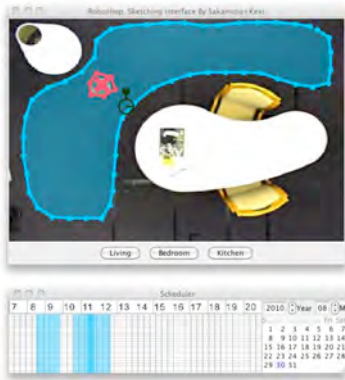 Sketching Interface By Sakamoto
Living Bedroom Kitchen
Scheduler
7 8 9 10 11 12 13 14 15 16 17 18 19 20 2010 Year 08 M
Fri Sat
1 2 3 4 5 6 7
8 9 10 11 12 13 14
15 16 17 18 19 20 21
22 23 24 25 26 27 28
29 30 31